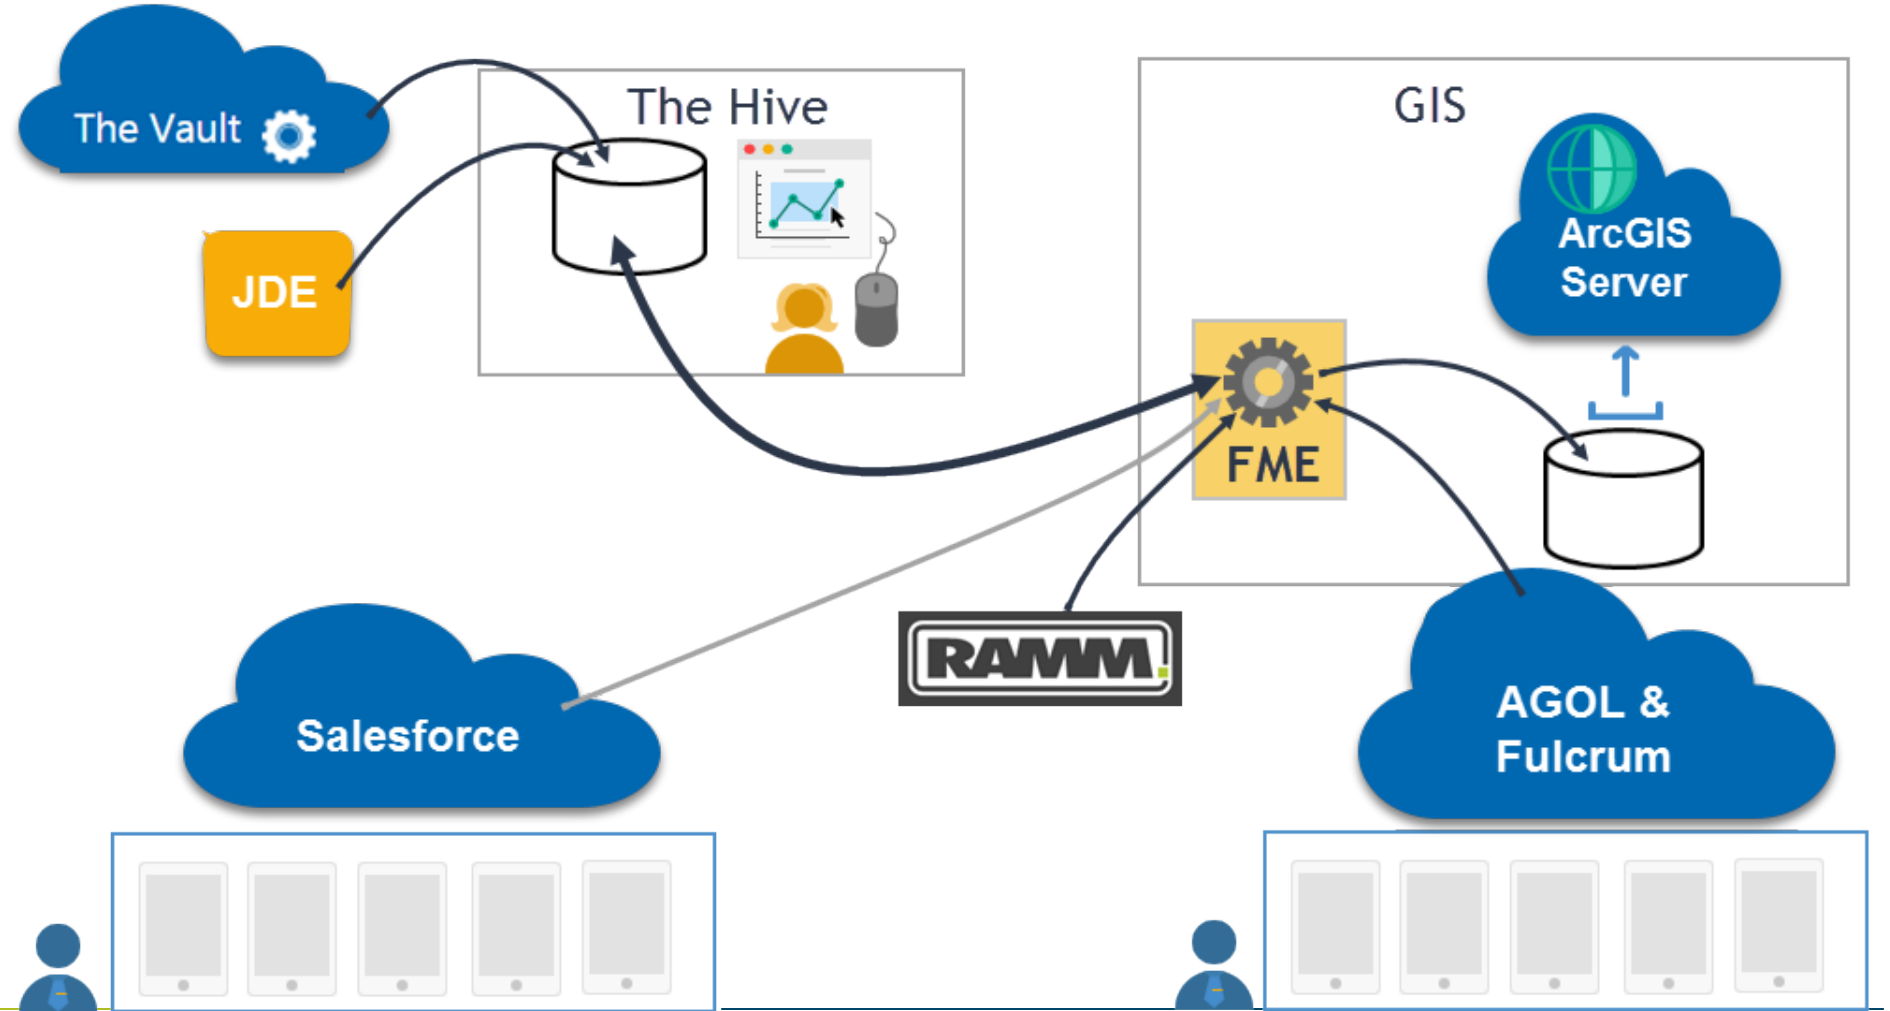 The Vault
The Hive
GIS
JDE
ArcGIS
Server
FME
RAMM.
Salesforce
AGOL &
Fulcrum